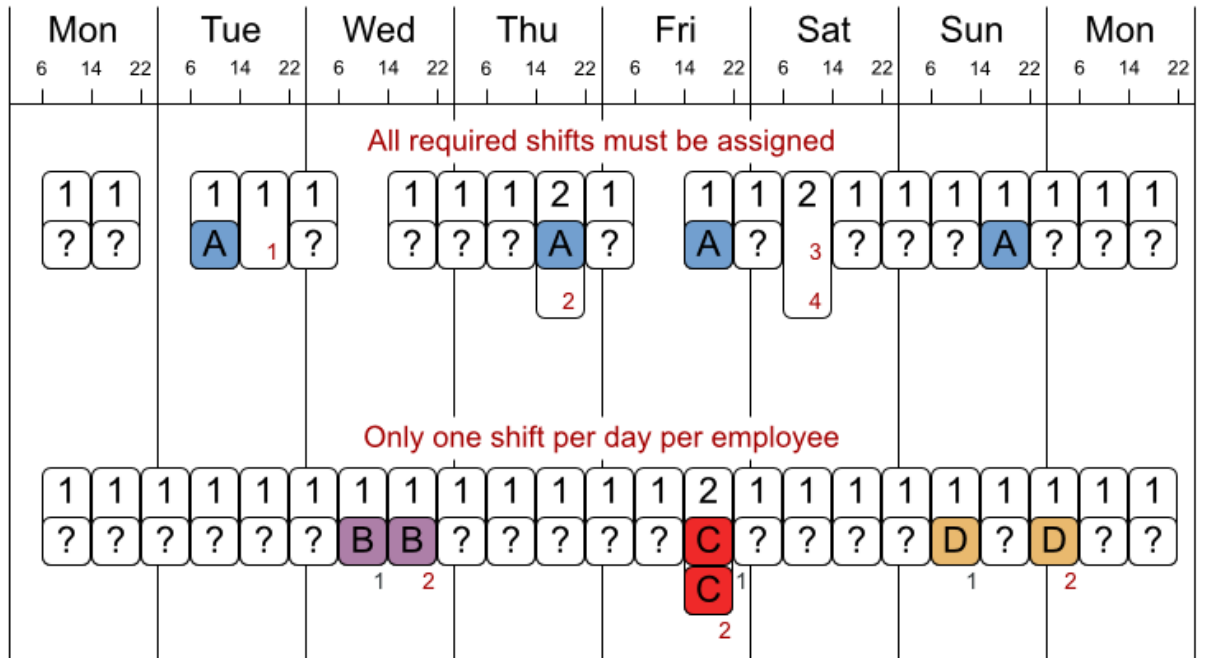 Mon Tue Wed Thu Fri Sat Sun Mon
6 14 22 6 14 22 6 14 22 6 14 22 6 14 22 6 14 22 6 14 22 6 14 22
All required shifts must be assigned
1 1 1 1 1 1 1 1 2 1 1 1 2 1 1 1 1 1 1 1
? ? A 1 ? ? ? ? A ? A ? 3 ? ? ? A ? ? ?
2 4
Only one shift per day per employee
1 1 1 1 1 1 1 1 1 1 1 1 1 2 1 1 1 1 1 1 1 1 1
? ? ? ? ? ? B B ? ? ? ? ? C ? ? ? ? D ? D ? ?
1 2 C 1 1 2
2